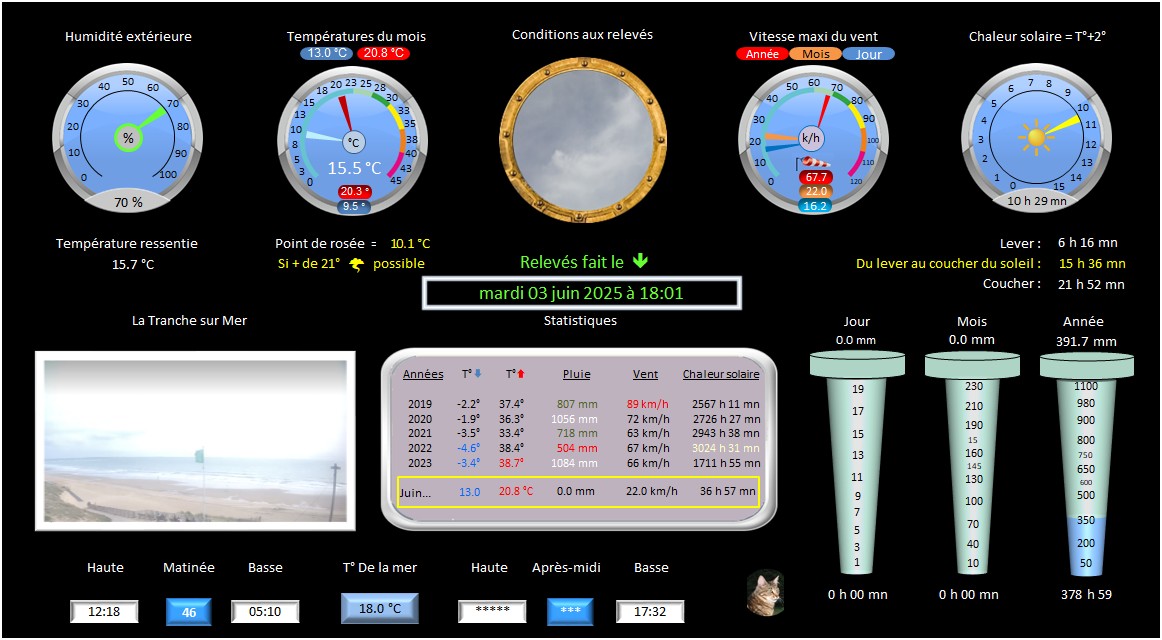 Humidité extérieure
Températures du mois
13.0 °C 20.8 °C
Conditions aux relevés
Vitesse maxi du vent
Année Mois Jour
Chaleur solaire = T°+2°
0 10 20 30 40 50 60 70 80 90 100
%
70 %
0 3 5 8 10 13 15 18 20 23 25 28 30 33 35 38 40 43 45
°C
15.5 °C
20.3 °
9.5 °
0 10 20 30 40 50 60 70 80 90 100 110 120
k/h
67.7
22.0
16.2
0 1 2 3 4 5 6 7 8 9 10 11 12 13 14 15
10 h 29 mn
Température ressentie
15.7 °C
Point de rosée = 10.1 °C
Si + de 21° possible
Relevés fait le
mardi 03 juin 2025 à 18:01
Lever : 6 h 16 mn
Du lever au coucher du soleil : 15 h 36 mn
Coucher : 21 h 52 mn
La Tranche sur Mer
Statistiques
Années T° T° Pluie Vent Chaleur solaire
2019 -2.2° 37.4° 807 mm 89 km/h 2567 h 11 mn
2020 -1.9° 36.3° 1056 mm 72 km/h 2726 h 27 mn
2021 -3.5° 33.4° 718 mm 63 km/h 2943 h 38 mn
2022 -4.6° 38.4° 504 mm 67 km/h 3024 h 31 mn
2023 -3.4° 38.7° 1084 mm 66 km/h 1711 h 55 mn
Juin... 13.0 20.8 °C 0.0 mm 22.0 km/h 36 h 57 mn
Jour
0.0 mm
19
17
15
13
11
9
7
5
3
1
0 h 00 mn
Mois
0.0 mm
230
210
190
15
160
145
130
100
70
40
10
0 h 00 mn
Année
391.7 mm
1100
980
900
800
750
650
600
500
350
200
50
378 h 59
Haute Matinée Basse
12:18 46 05:10
T° De la mer
18.0 °C
Haute Après-midi Basse
***** *** 17:32